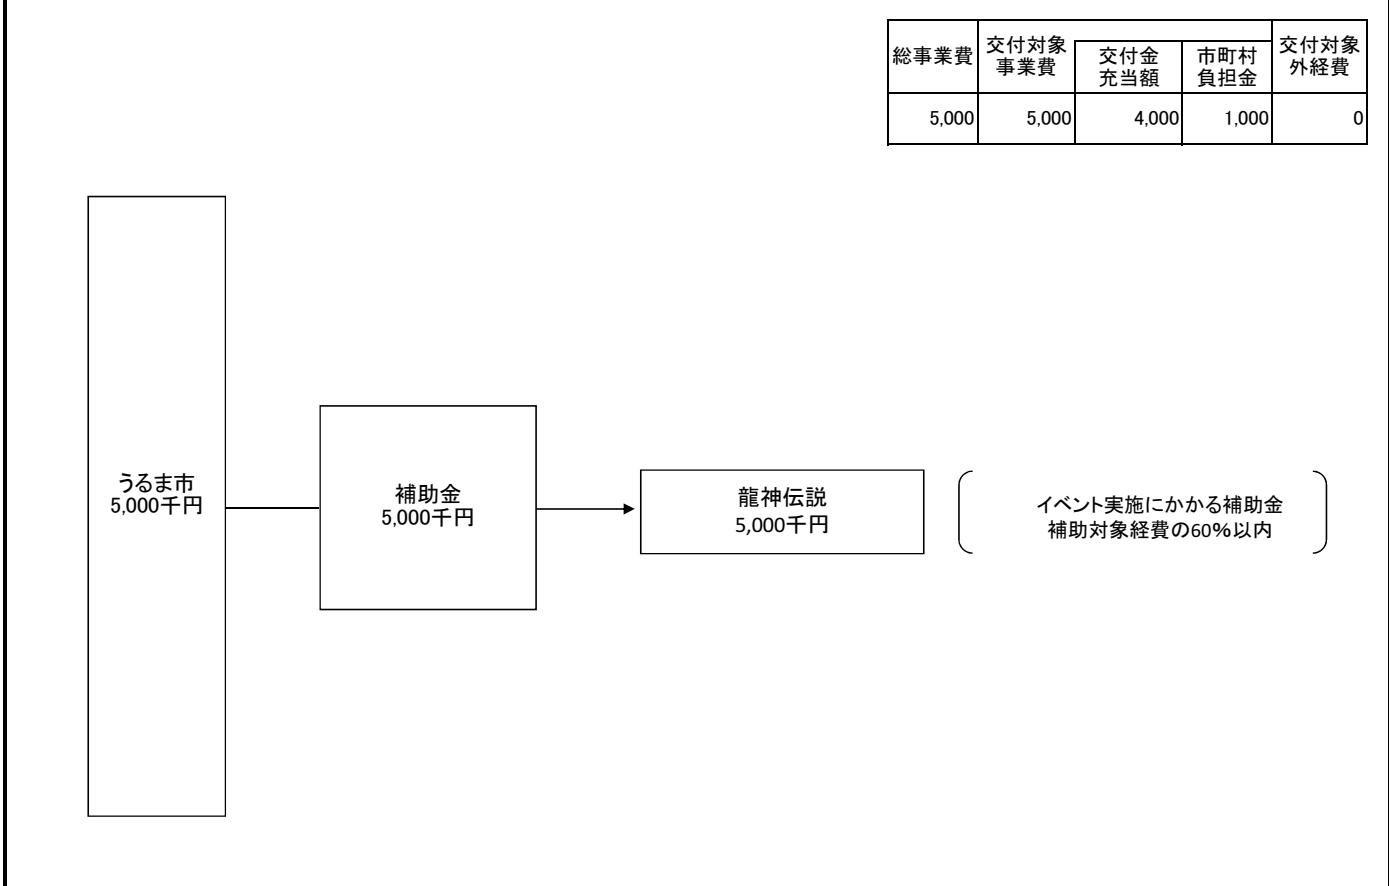 総事業費
交付対象
事業費
交付金
充当額
市町村
負担金
交付対象
外経費
5,000 5,000 4,000 1,000 0
うるま市
5,000千円
補助金
5,000千円
龍神伝説
5,000千円
イベント実施にかかる補助金
補助対象経費の60%以内